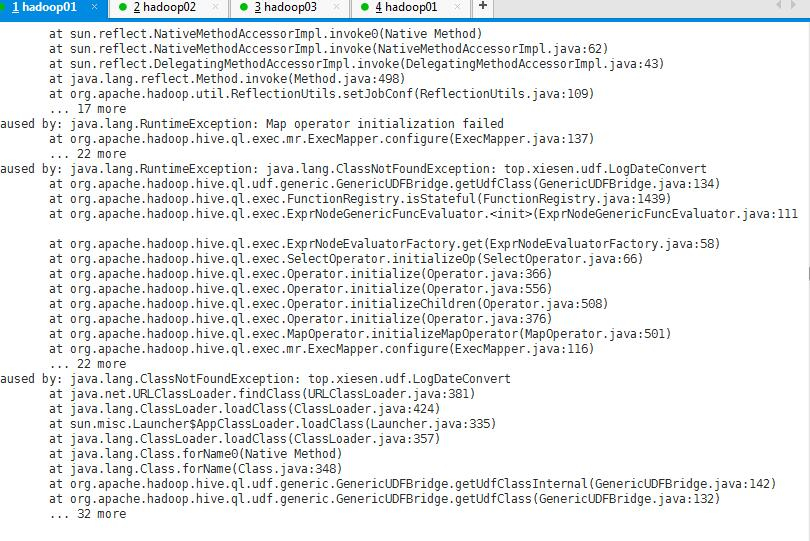 1 hadoop01 × 2 hadoop02 × 3 hadoop03 × 4 hadoop01 × +
at sun.reflect.NativeMethodAccessorImpl.invoke0(Native Method)
at sun.reflect.NativeMethodAccessorImpl.invoke(NativeMethodAccessorImpl.java:62)
at sun.reflect.DelegatingMethodAccessorImpl.invoke(DelegatingMethodAccessorImpl.java:43)
at java.lang.reflect.Method.invoke(Method.java:498)
at org.apache.hadoop.util.ReflectionUtils.setJobConf(ReflectionUtils.java:109)
... 17 more
aused by: java.lang.RuntimeException: Map operator initialization failed
at org.apache.hadoop.hive.ql.exec.mr.ExecMapper.configure(ExecMapper.java:137)
... 22 more
aused by: java.lang.RuntimeException: java.lang.ClassNotFoundException: top.xiesen.udf.LogDateConvert
at org.apache.hadoop.hive.ql.udf.generic.GenericUDFBridge.getUdfClass(GenericUDFBridge.java:134)
at org.apache.hadoop.hive.ql.exec.FunctionRegistry.isStateful(FunctionRegistry.java:1439)
at org.apache.hadoop.hive.ql.exec.ExprNodeGenericFuncEvaluator.<init>(ExprNodeGenericFuncEvaluator.java:111
at org.apache.hadoop.hive.ql.exec.ExprNodeEvaluatorFactory.get(ExprNodeEvaluatorFactory.java:58)
at org.apache.hadoop.hive.ql.exec.SelectOperator.initializeOp(SelectOperator.java:66)
at org.apache.hadoop.hive.ql.exec.Operator.initialize(Operator.java:366)
at org.apache.hadoop.hive.ql.exec.Operator.initialize(Operator.java:556)
at org.apache.hadoop.hive.ql.exec.Operator.initializeChildren(Operator.java:508)
at org.apache.hadoop.hive.ql.exec.Operator.initialize(Operator.java:376)
at org.apache.hadoop.hive.ql.exec.MapOperator.initializeMapOperator(MapOperator.java:501)
at org.apache.hadoop.hive.ql.exec.mr.ExecMapper.configure(ExecMapper.java:116)
... 22 more
aused by: java.lang.ClassNotFoundException: top.xiesen.udf.LogDateConvert
at java.net.URLClassLoader.findClass(URLClassLoader.java:381)
at java.lang.ClassLoader.loadClass(ClassLoader.java:424)
at sun.misc.Launcher$AppClassLoader.loadClass(Launcher.java:335)
at java.lang.ClassLoader.loadClass(ClassLoader.java:357)
at java.lang.Class.forName0(Native Method)
at java.lang.Class.forName(Class.java:348)
at org.apache.hadoop.hive.ql.udf.generic.GenericUDFBridge.getUdfClassInternal(GenericUDFBridge.java:142)
at org.apache.hadoop.hive.ql.udf.generic.GenericUDFBridge.getUdfClass(GenericUDFBridge.java:132)
... 32 more